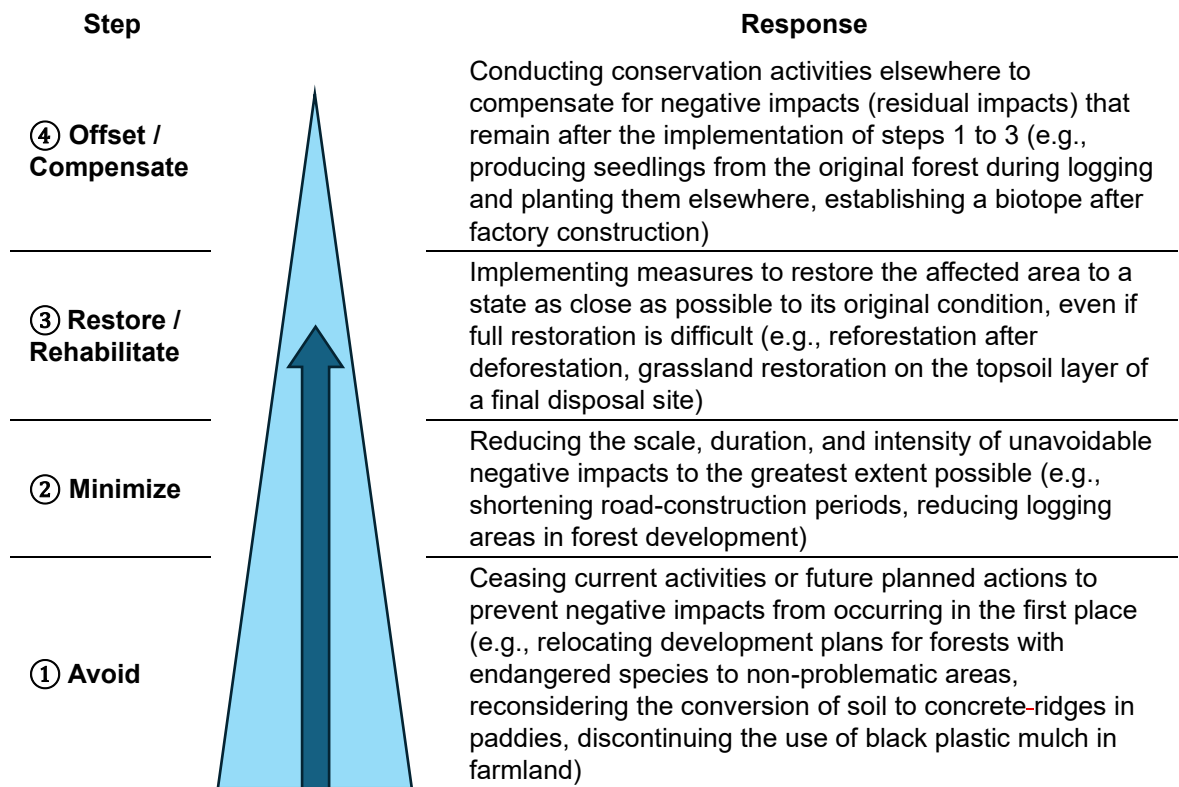 Step
Response
④ Offset /
Compensate
Conducting conservation activities elsewhere to
compensate for negative impacts (residual impacts) that
remain after the implementation of steps 1 to 3 (e.g.,
producing seedlings from the original forest during logging
and planting them elsewhere, establishing a biotope after
factory construction)
③ Restore /
Rehabilitate
Implementing measures to restore the affected area to a
state as close as possible to its original condition, even if
full restoration is difficult (e.g., reforestation after
deforestation, grassland restoration on the topsoil layer of
a final disposal site)
② Minimize
Reducing the scale, duration, and intensity of unavoidable
negative impacts to the greatest extent possible (e.g.,
shortening road-construction periods, reducing logging
areas in forest development)
① Avoid
Ceasing current activities or future planned actions to
prevent negative impacts from occurring in the first place
(e.g., relocating development plans for forests with
endangered species to non-problematic areas,
reconsidering the conversion of soil to concrete-ridges in
paddies, discontinuing the use of black plastic mulch in
farmland)